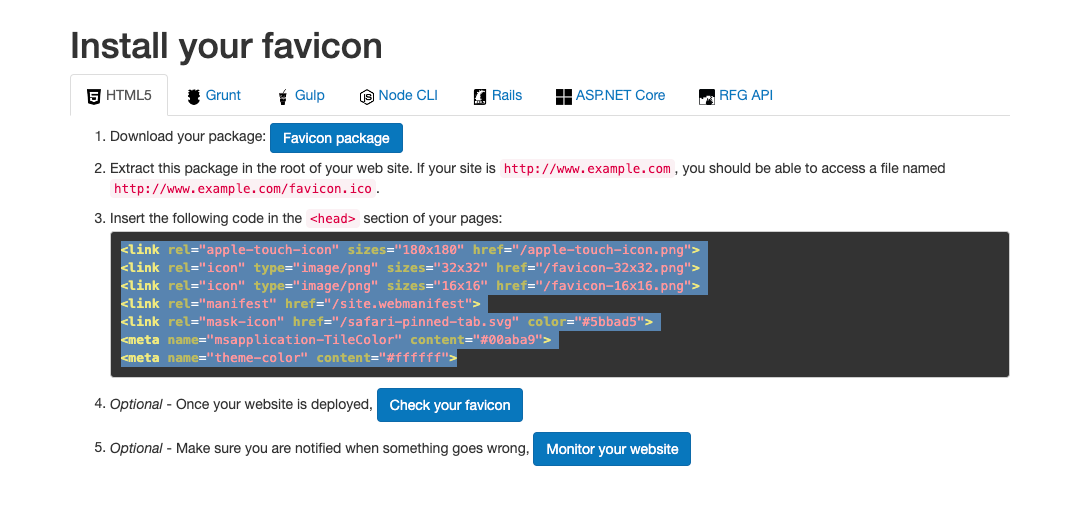 Install your favicon
HTML5 Grunt Gulp Node CLI Rails ASP.NET Core RFG API
1. Download your package: Favicon package
2. Extract this package in the root of your web site. If your site is http://www.example.com , you should be able to access a file named
http://www.example.com/favicon.ico .
3. Insert the following code in the <head> section of your pages:
<link rel="apple-touch-icon" sizes="180x180" href="/apple-touch-icon.png">
<link rel="icon" type="image/png" sizes="32x32" href="/favicon-32x32.png">
<link rel="icon" type="image/png" sizes="16x16" href="/favicon-16x16.png">
<link rel="manifest" href="/site.webmanifest">
<link rel="mask-icon" href="/safari-pinned-tab.svg" color="#5bbad5">
<meta name="msapplication-TileColor" content="#00aba9">
<meta name="theme-color" content="#ffffff">
4. Optional - Once your website is deployed, Check your favicon
5. Optional - Make sure you are notified when something goes wrong, Monitor your website